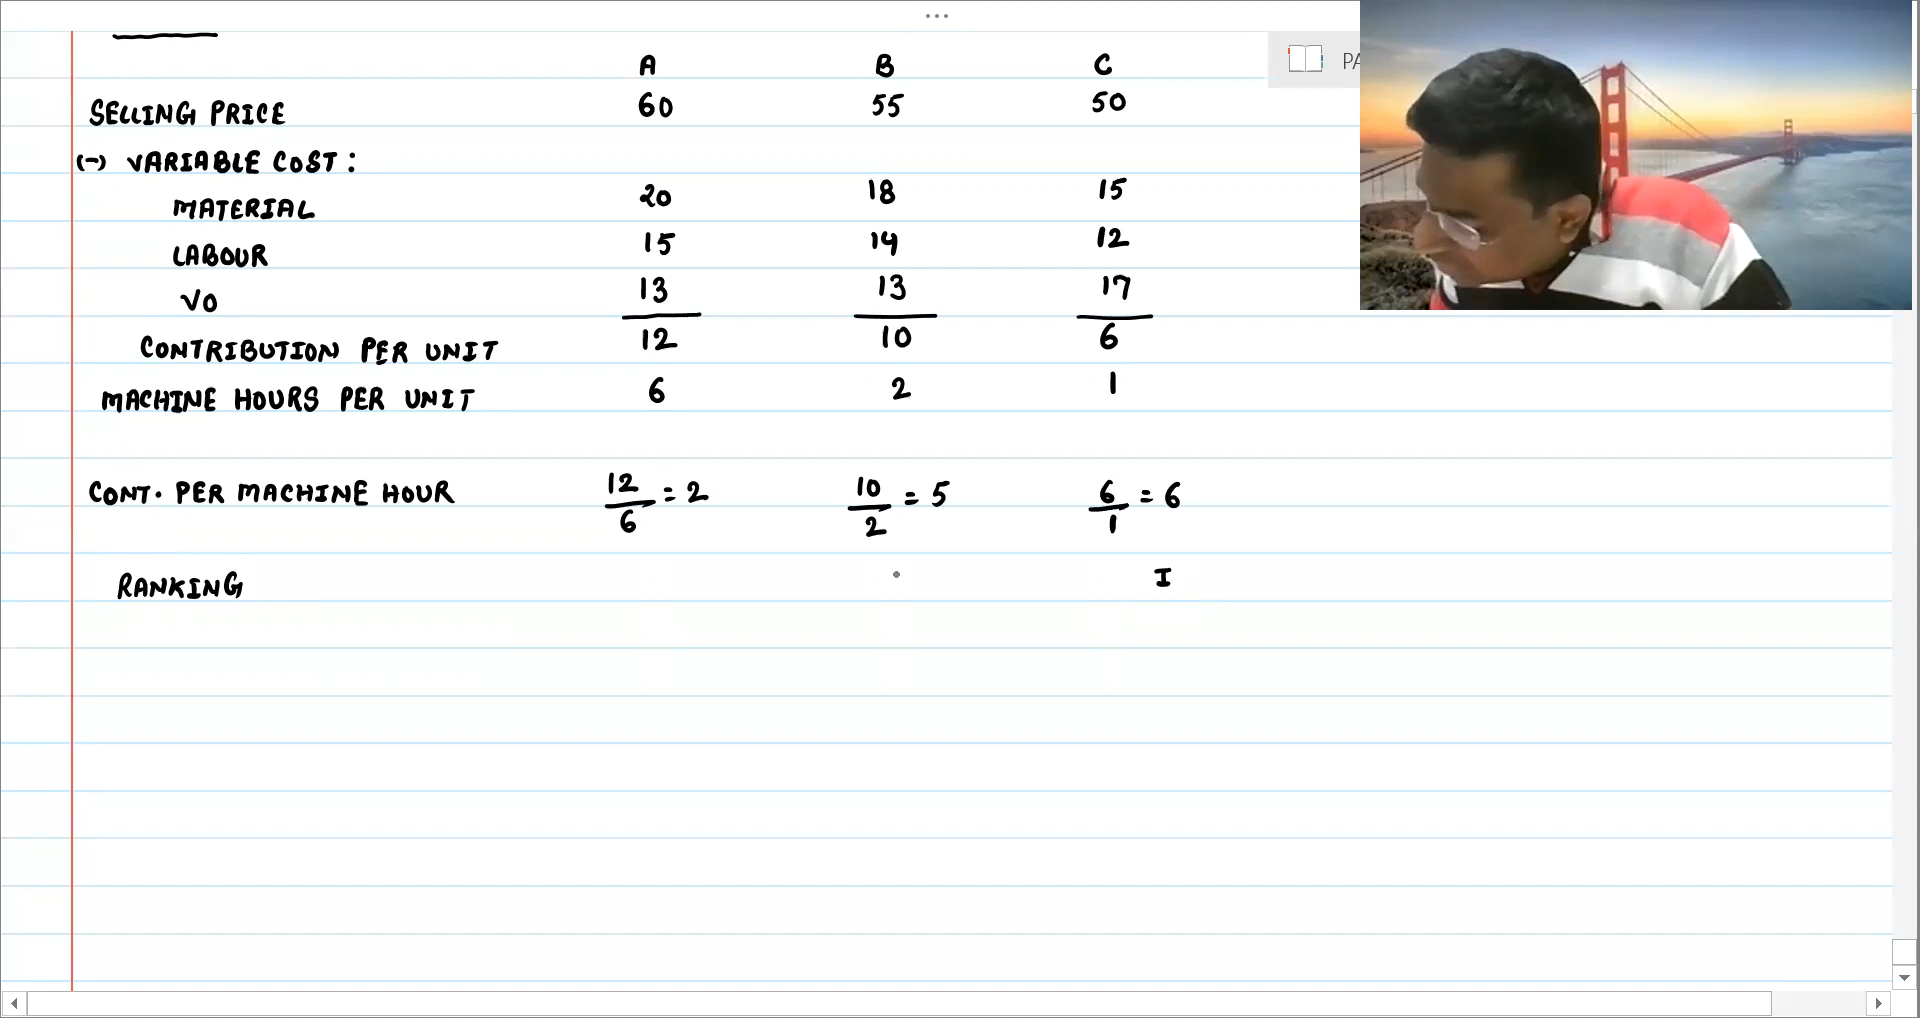 PA
A B C
SELLING PRICE 60 55 50
(-) VARIABLE COST :
MATERIAL 20 18 15
LABOUR 15 14 12
VO 13 13 17
CONTRIBUTION PER UNIT 12 10 6
MACHINE HOURS PER UNIT 6 2 1
CONT. PER MACHINE HOUR 12/6 = 2 10/2 = 5 6/1 = 6
RANKING I